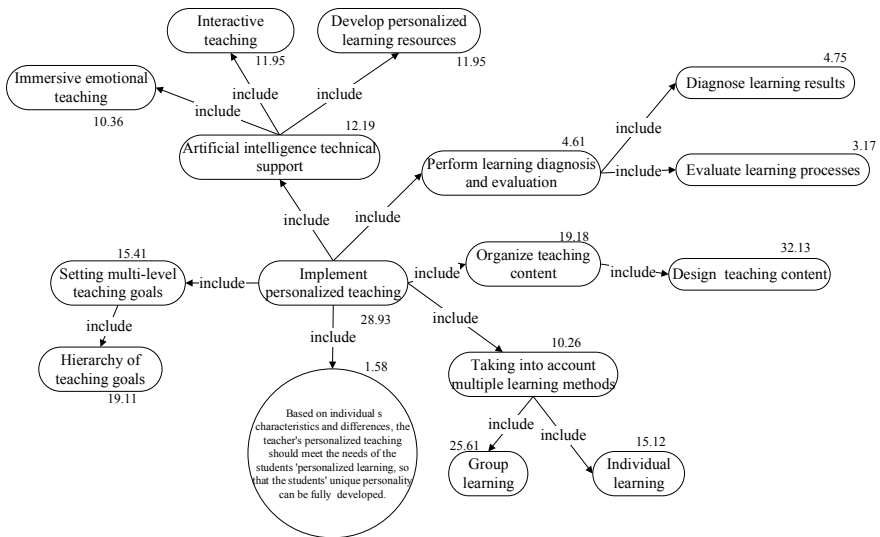 Interactive
teaching
11.95
Develop personalized
learning resources
11.95
Immersive emotional
teaching
10.36
include
include
include
12.19
Artificial intelligence technical
support
4.75
Diagnose learning results
include
4.61
Perform learning diagnosis
and evaluation
include
3.17
Evaluate learning processes
include
include
15.41
Setting multi-level
teaching goals
include
Implement
personalized teaching
28.93
include
19.18
Organize teaching
content
include
32.13
Design teaching content
include
Hierarchy of
teaching goals
19.11
include
include
10.26
Taking into account
multiple learning methods
1.58
Based on individual s
characteristics and differences, the
teacher's personalized teaching
should meet the needs of the
students 'personalized learning, so
that the students' unique personality
can be fully developed.
include
include
25.61
Group
learning
15.12
Individual
learning